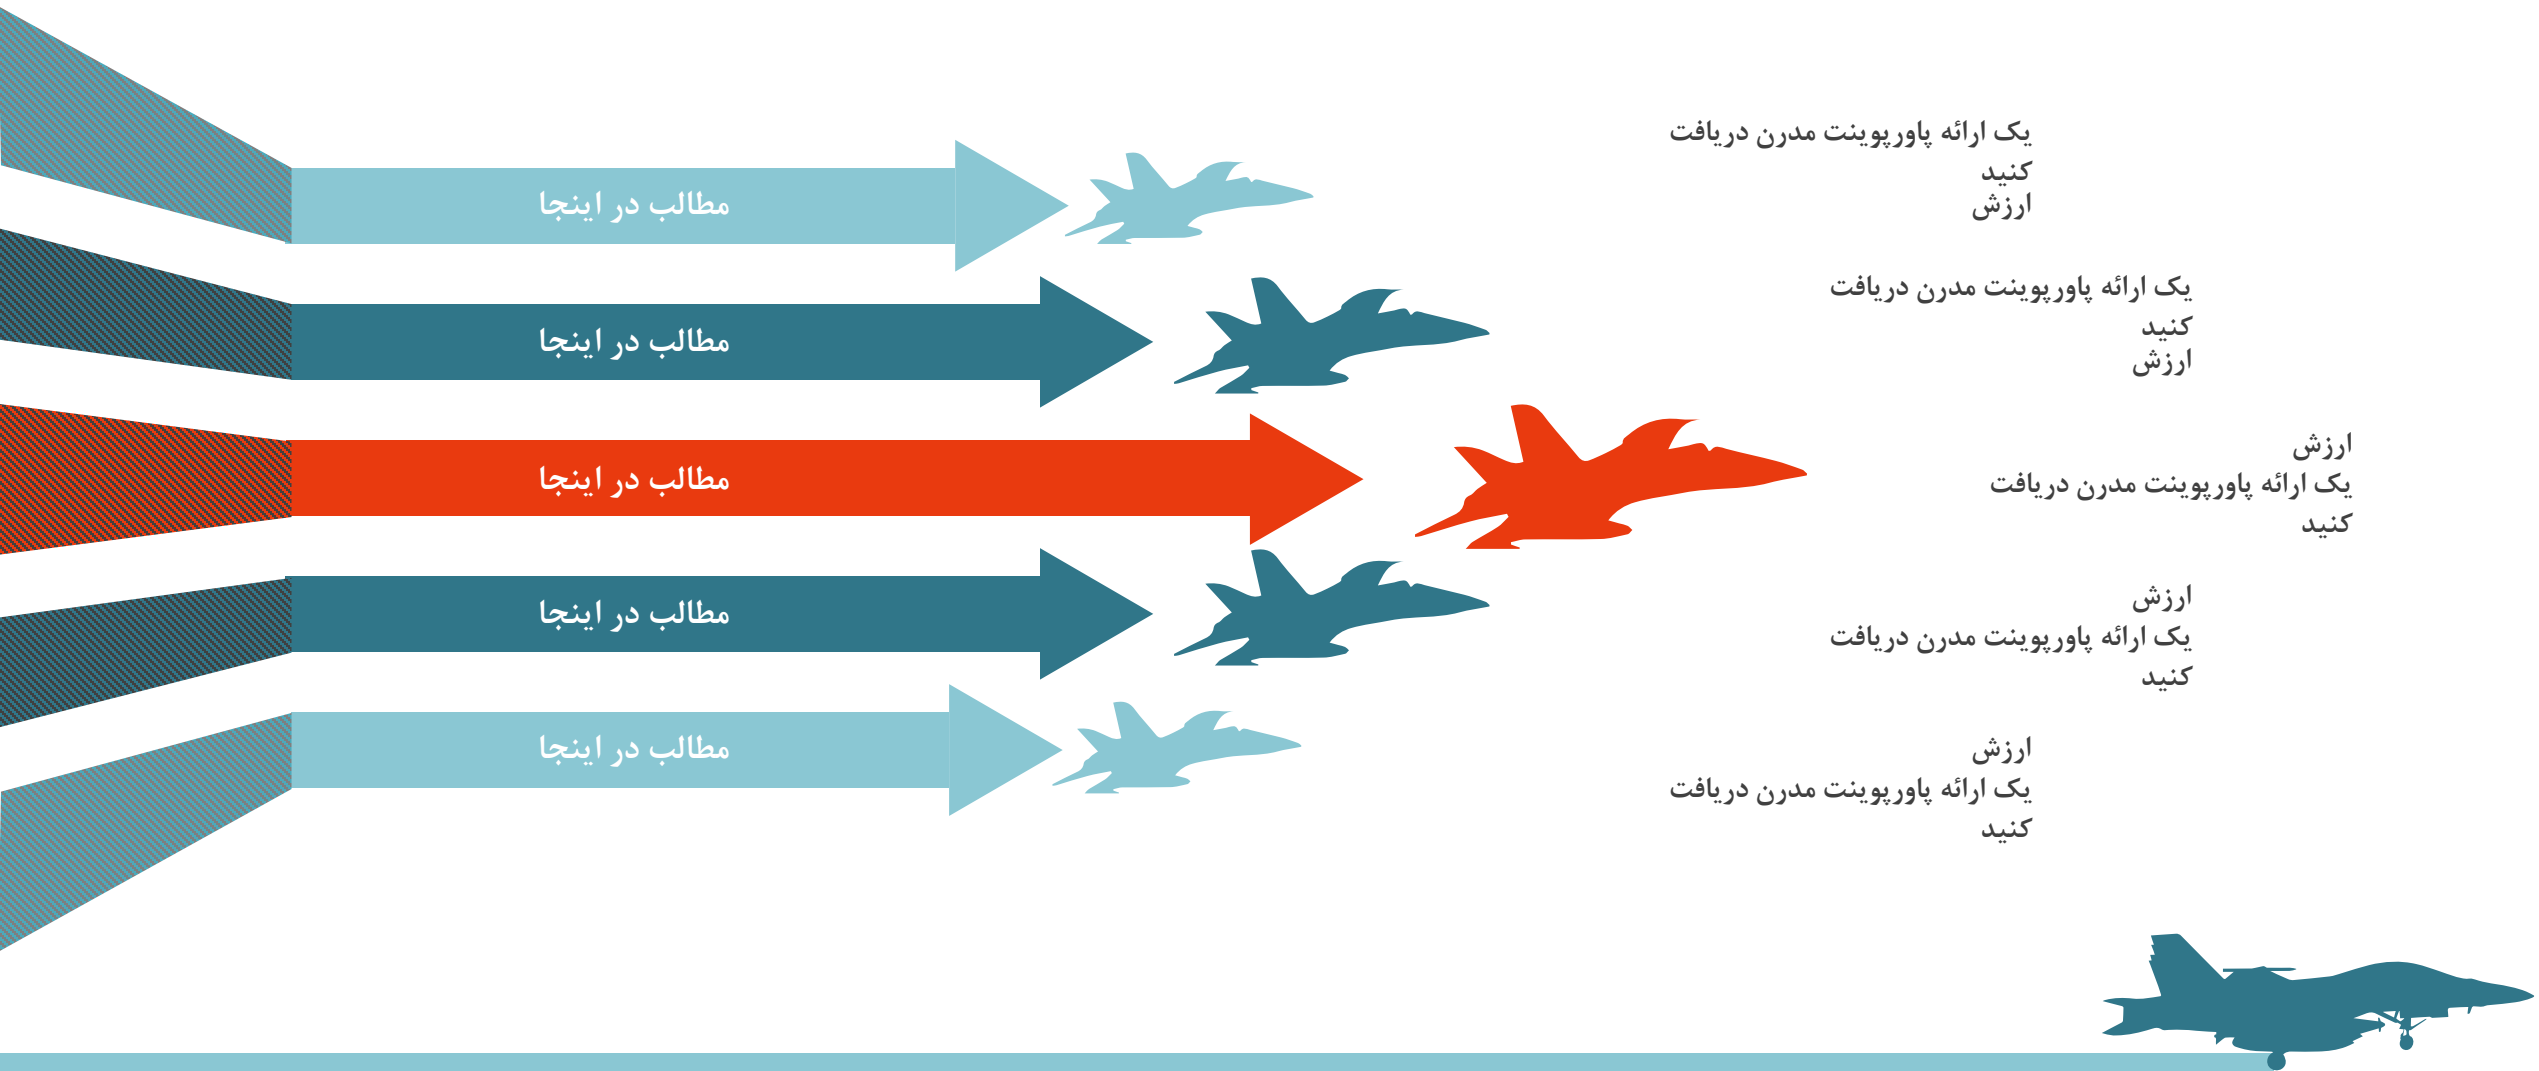 مطالب در اینجا
یک ارائه پاورپوینت مدرن دریافت
کنید
ارزش
مطالب در اینجا
یک ارائه پاورپوینت مدرن دریافت
کنید
ارزش
مطالب در اینجا
ارزش
یک ارائه پاورپوینت مدرن دریافت
کنید
مطالب در اینجا
ارزش
یک ارائه پاورپوینت مدرن دریافت
کنید
مطالب در اینجا
ارزش
یک ارائه پاورپوینت مدرن دریافت
کنید